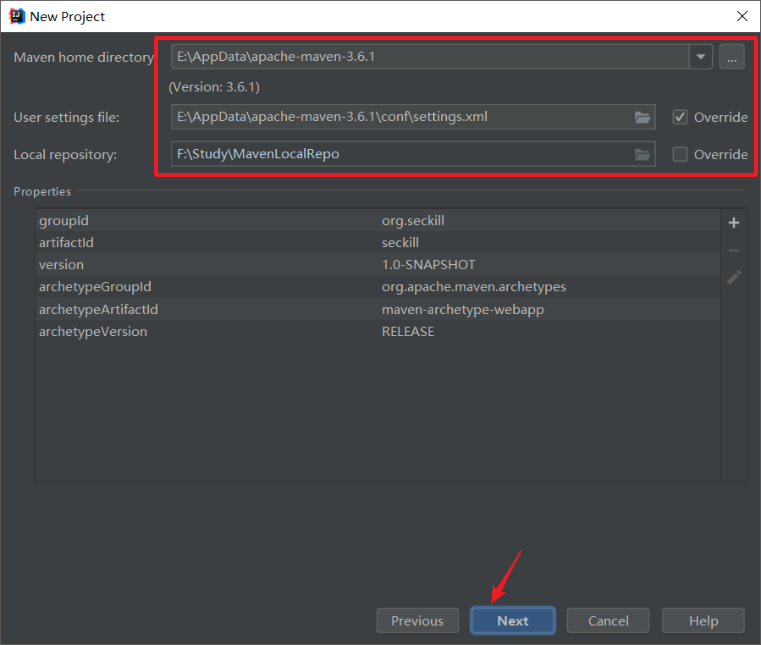 New Project
Maven home directory E:\AppData\apache-maven-3.6.1 ...
(Version: 3.6.1)
User settings file: E:\AppData\apache-maven-3.6.1\conf\settings.xml Override
Local repository: F:\Study\MavenLocalRepo Override
Properties
groupId org.seckill
artifactId seckill
version 1.0-SNAPSHOT
archetypeGroupId org.apache.maven.archetypes
archetypeArtifactId maven-archetype-webapp
archetypeVersion RELEASE
Previous Next Cancel Help